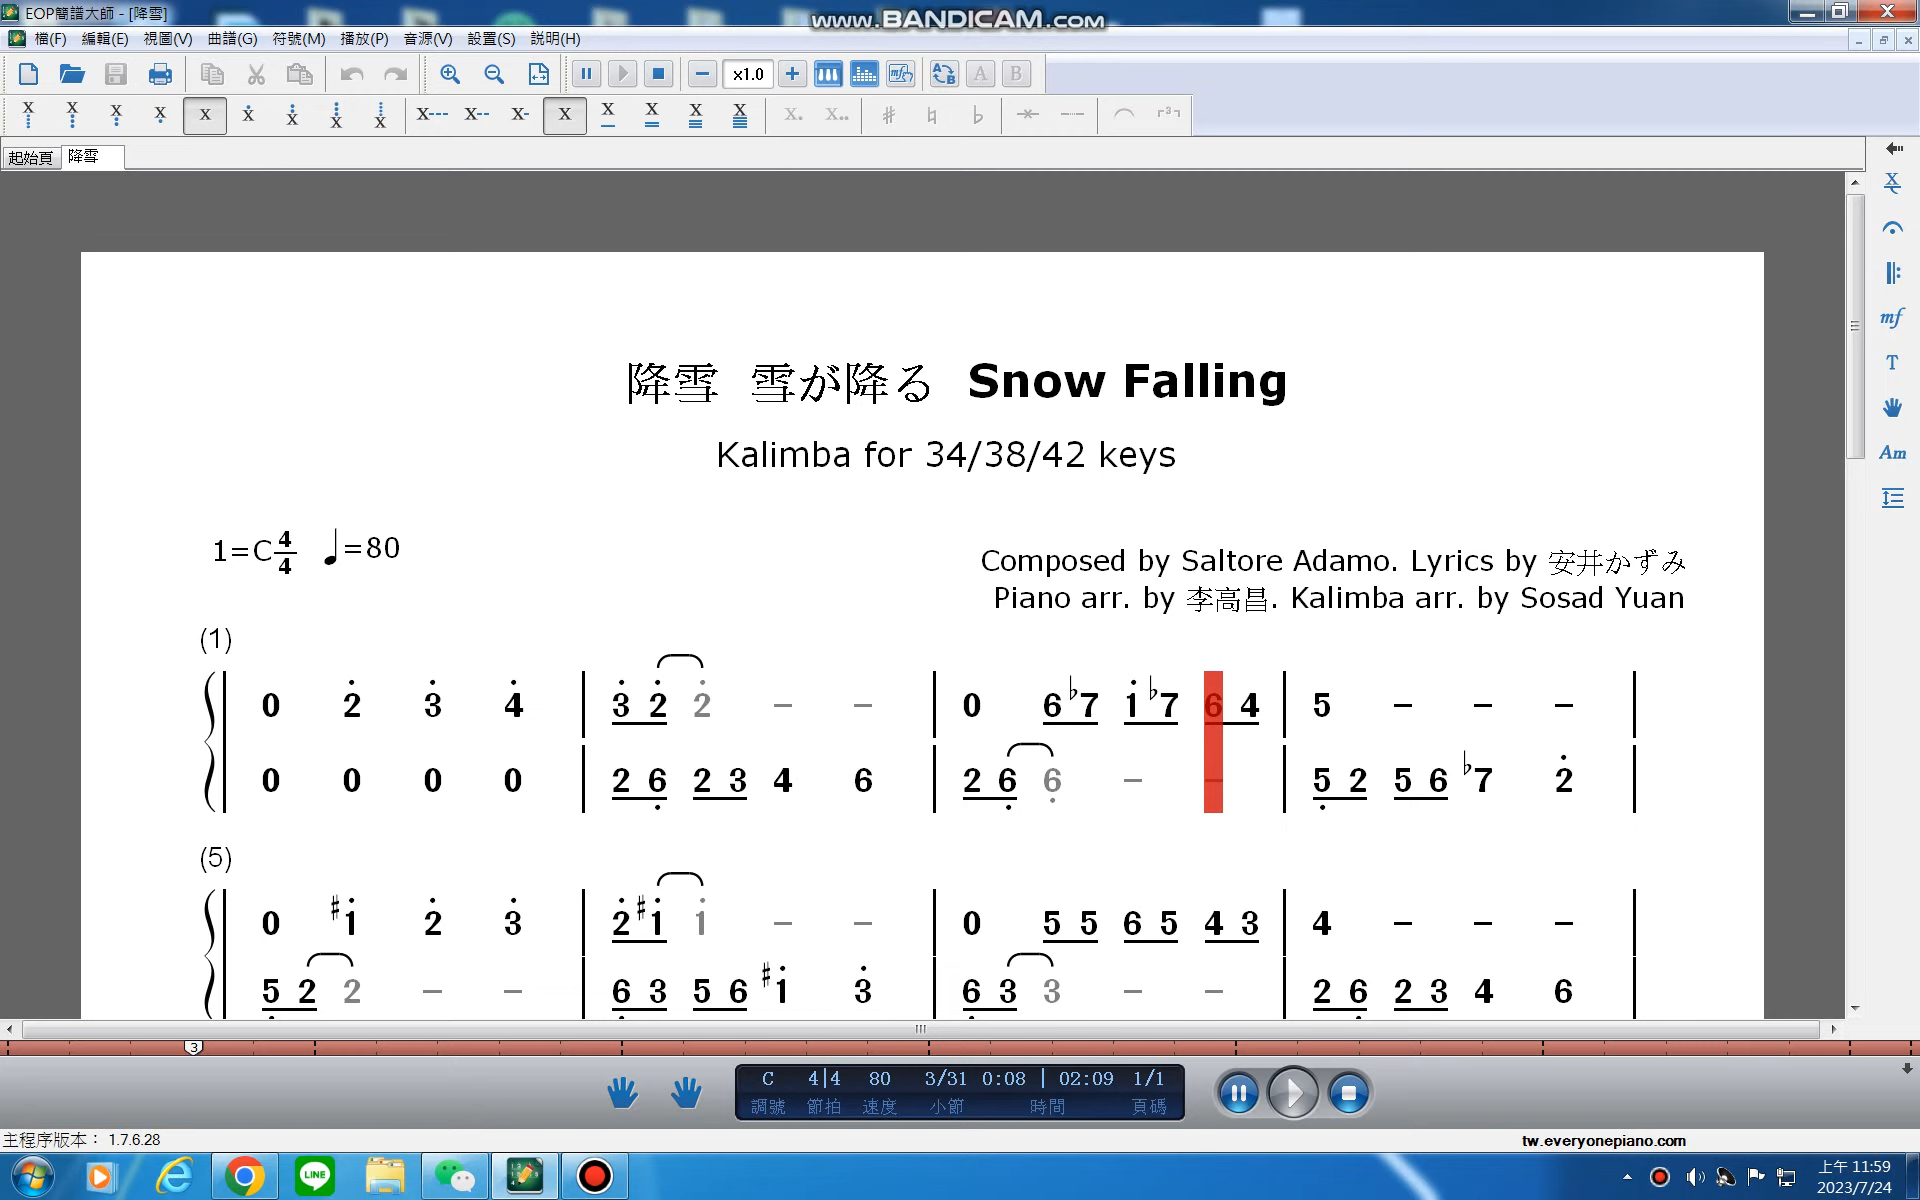 EOP簡譜大師 - [降雪]
www.BANDICAM.com
檔(F) 編輯(E) 視圖(V) 曲譜(G) 符號(M) 播放(P) 音源(V) 設置(S) 説明(H)
x1.0
起始頁 降雪
降雪 雪が降る Snow Falling
Kalimba for 34/38/42 keys
1=C 4/4 ♩=80
Composed by Saltore Adamo. Lyrics by 安井かずみ
Piano arr. by 李高昌. Kalimba arr. by Sosad Yuan
(1)
0 2̇ 3̇ 4̇ | 3̇ 2̇ 2̇ – – | 0 6 ♭7 1̇ ♭7 6 4 | 5 – – – |
0 0 0 0 | 2 6̣ 2 3 4 6 | 2 6̣ 6̣ – – | 5̣ 2 5 6 ♭7 2̇ |
(5)
0 ♯1̇ 2̇ 3̇ | 2̇ ♯1̇ 1̇ – – | 0 5 5 6 5 4 3 | 4 – – – |
5̣ 2 2 – – | 6̣ 3 5 6 ♯1̇ 3̇ | 6̣ 3 3 – – | 2 6̣ 2 3 4 6 |
3
C 4|4 80 3/31 0:08 | 02:09 1/1
調號 節拍 速度 小節 時間 頁碼
主程序版本： 1.7.6.28
tw.everyonepiano.com
上午 11:59
2023/7/24